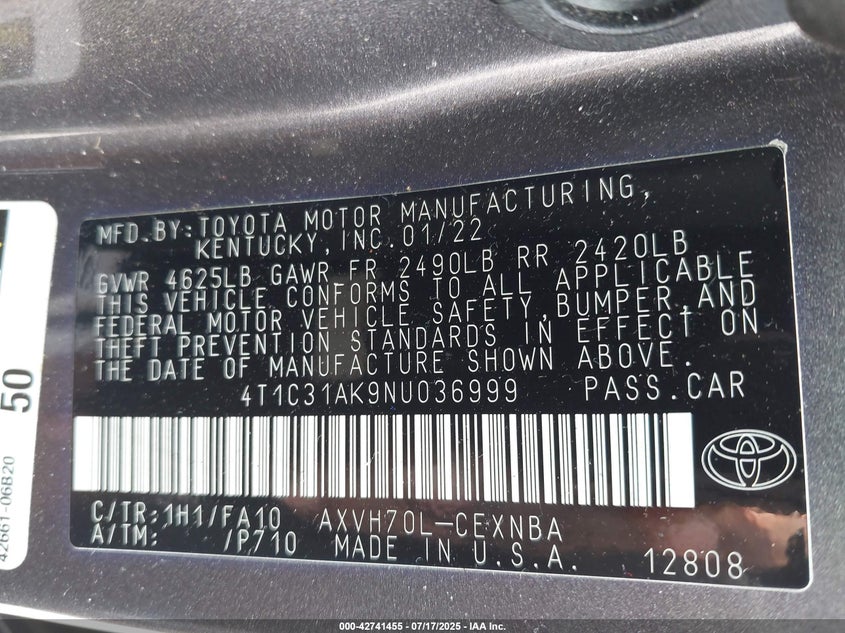 MFD.BY:TOYOTA MOTOR MANUFACTURING,
KENTUCKY,INC.01/22
GVWR 4625LB GAWR FR 2490LB RR 2420LB
THIS VEHICLE CONFORMS TO ALL APPLICABLE
FEDERAL MOTOR VEHICLE SAFETY,BUMPER,AND
THEFT PREVENTION STANDARDS IN EFFECT ON
THE DATE OF MANUFACTURE SHOWN ABOVE.
4T1C31AK9NU036999 PASS.CAR
C/TR:1H1/FA10 AXVH70L-CEXNBA
A/TM: /P710 MADE IN U.S.A. 12808
50
42661-06B20
000-42741455 - 07/17/2025 - IAA Inc.